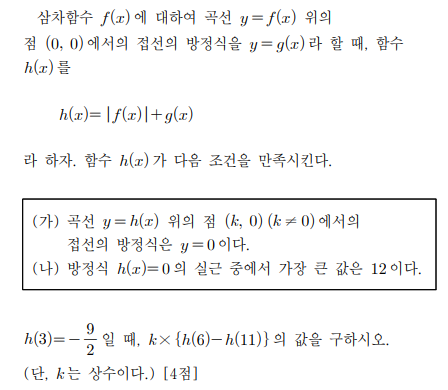 삼차함수 f(x)에 대하여 곡선 y=f(x) 위의
점 (0, 0)에서의 접선의 방정식을 y=g(x)라 할 때, 함수
h(x)를
h(x)=|f(x)|+g(x)
라 하자. 함수 h(x)가 다음 조건을 만족시킨다.
(가) 곡선 y=h(x) 위의 점 (k, 0) (k≠0)에서의
접선의 방정식은 y=0이다.
(나) 방정식 h(x)=0의 실근 중에서 가장 큰 값은 12이다.
h(3)=-9/2일 때, k×{h(6)-h(11)}의 값을 구하시오.
(단, k는 상수이다.) [4점]